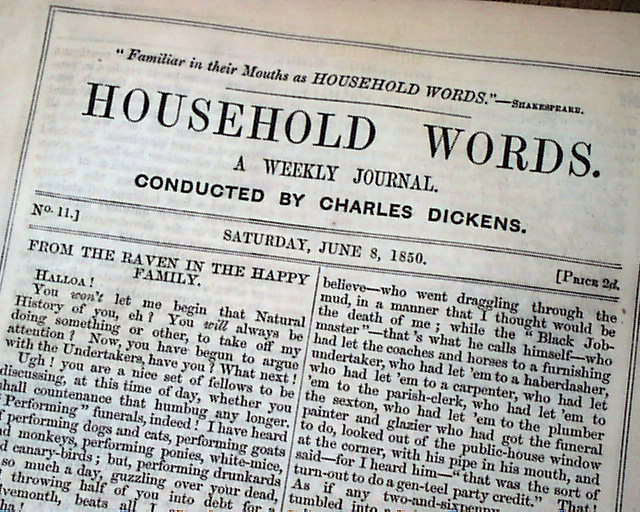 "Familiar in their Mouths as HOUSEHOLD WORDS."—SHAKESPEARE.
HOUSEHOLD WORDS.
A WEEKLY JOURNAL.
CONDUCTED BY CHARLES DICKENS.
No. 11.]
SATURDAY, JUNE 8, 1850.
[PRICE 2d.
FROM THE RAVEN IN THE HAPPY
FAMILY.
HALLOA!
You won't let me begin that Natural
History of you, eh? You will always be
doing something or other, to take off my
attention? Now, you have begun to argue
with the Undertakers, have you? What next!
Ugh! you are a nice set of fellows to be
discussing, at this time of day, whether you
shall countenance that humbug any longer.
"Performing" funerals, indeed! I have heard
of performing dogs and cats, performing goats
and monkeys, performing ponies, white-mice,
and canary-birds; but, performing drunkards
so much a day, guzzling over your dead,
throwing half of you into debt for a
twelvemonth, beats all I
ha!
believe—who went draggling through the
mud, in a manner that I thought would be
the death of me; while the "Black Job-
master"—that's what he calls himself—who
had let the coaches and horses to a furnishing
undertaker, who had let 'em to a haberdasher,
who had let 'em to a carpenter, who had let
'em to the parish-clerk, who had let 'em to
the sexton, who had let 'em to the plumber
painter and glazier who had got the funeral
to do, looked out of the public-house window
at the corner, with his pipe in his mouth, and
said—for I heard him—"that was the sort of
turn-out to do a gen-teel party credit." That!
As if any two-and-sixpenny
tumbled into a